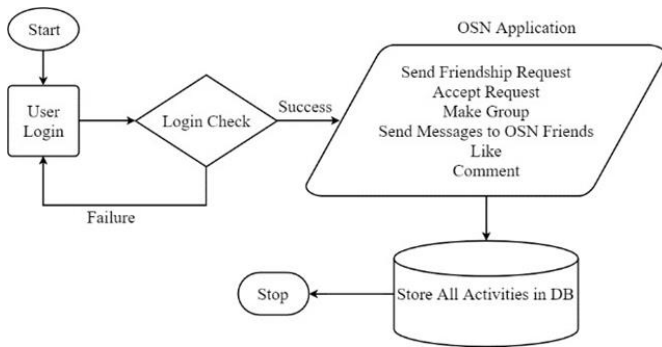 Start
User
Login
Login Check
Success
Failure
OSN Application
Send Friendship Request
Accept Request
Make Group
Send Messages to OSN Friends
Like
Comment
Store All Activities in DB
Stop